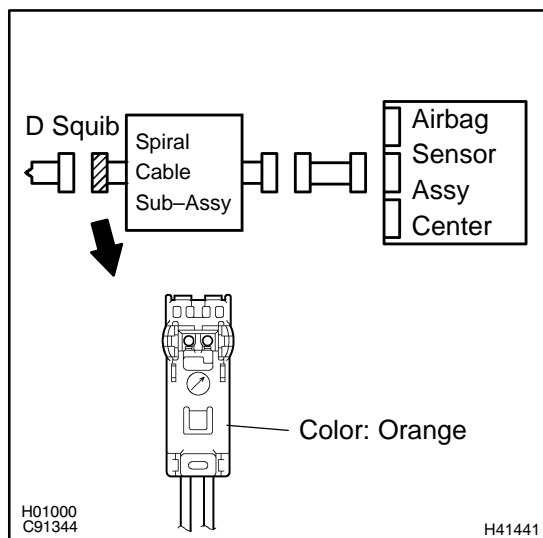 D Squib
Spiral
Cable
Sub–Assy
Airbag
Sensor
Assy
Center
Color: Orange
H01000
C91344
H41441